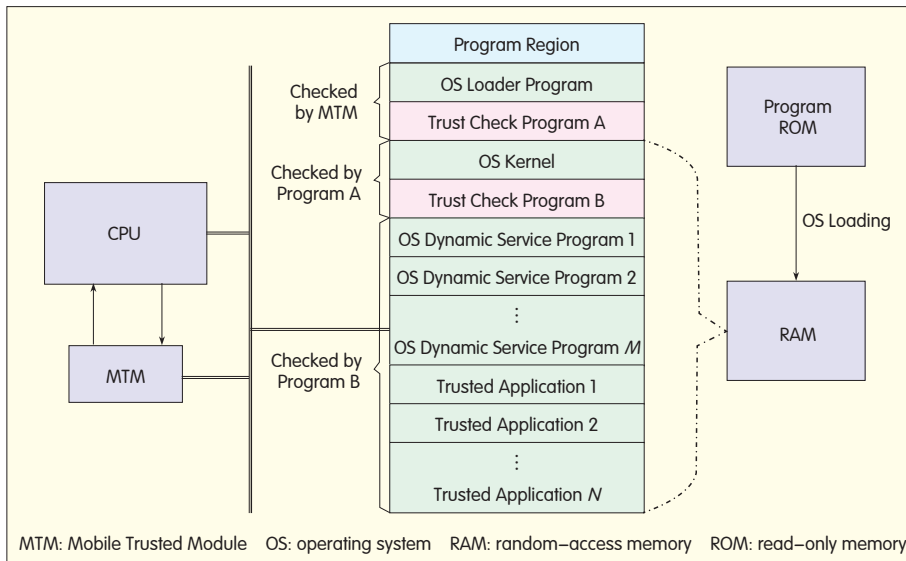 Program Region
Checked
by MTM
OS Loader Program
Trust Check Program A
Checked by
Program A
OS Kernel
Trust Check Program B
Program
ROM
OS Loading
CPU
MTM
RAM
Checked by
Program B
OS Dynamic Service Program 1
OS Dynamic Service Program 2
⋮
OS Dynamic Service Program M
Trusted Application 1
Trusted Application 2
⋮
Trusted Application N
MTM: Mobile Trusted Module OS: operating system RAM: random-access memory ROM: read-only memory